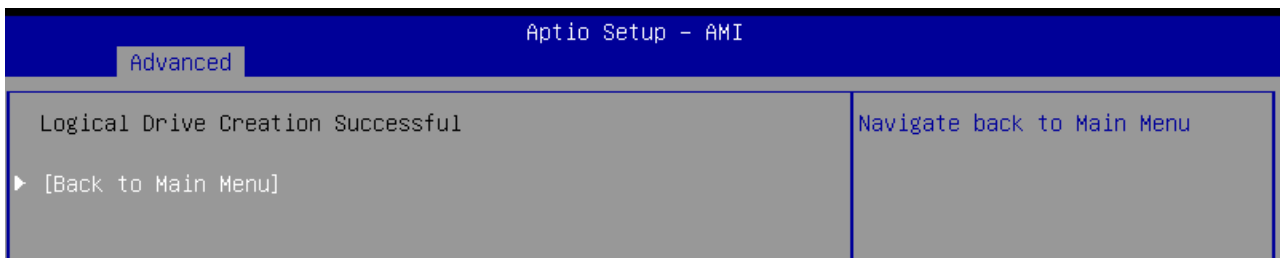 Aptio Setup – AMI
Advanced
Logical Drive Creation Successful
Navigate back to Main Menu
[Back to Main Menu]